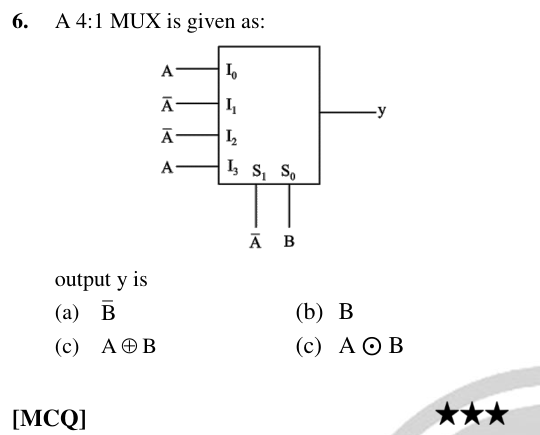 6. A 4:1 MUX is given as:
A I₀
A̅ I₁ y
A̅ I₂
A I₃ S₁ S₀
A̅ B
output y is
(a) B̅ (b) B
(c) A ⊕ B (c) A ⊙ B
[MCQ] ★★★